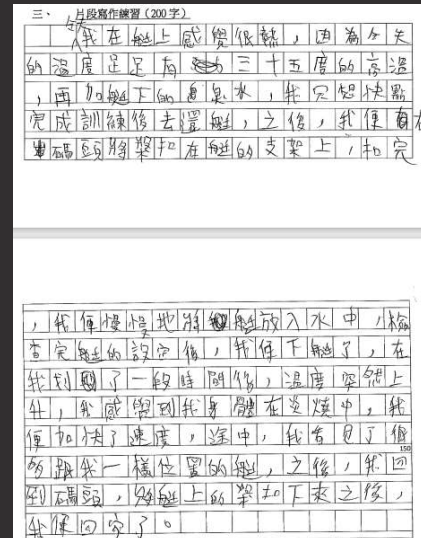 三、 片段寫作練習(200字)
今天我在艇上感覺很熱,因為今天
的溫度足足有三十五度的高溫
,再加艇下的臭水,我只想快點
完成訓練後去還艇,之後,我便在
碼頭將槳扣在艇的支架上,扣完
,我便慢慢地將艇放入水中,檢
查完艇的設定後,我便下艇了,在
我划了一段時間後,溫度突然上
升,我感覺到我身體在炎燒中,我
便加快了速度,途中,我看見了很
多跟我一樣位置的艇,之後,我回
150
到碼頭,將艇上的槳扣下來之後,
我便回家了。